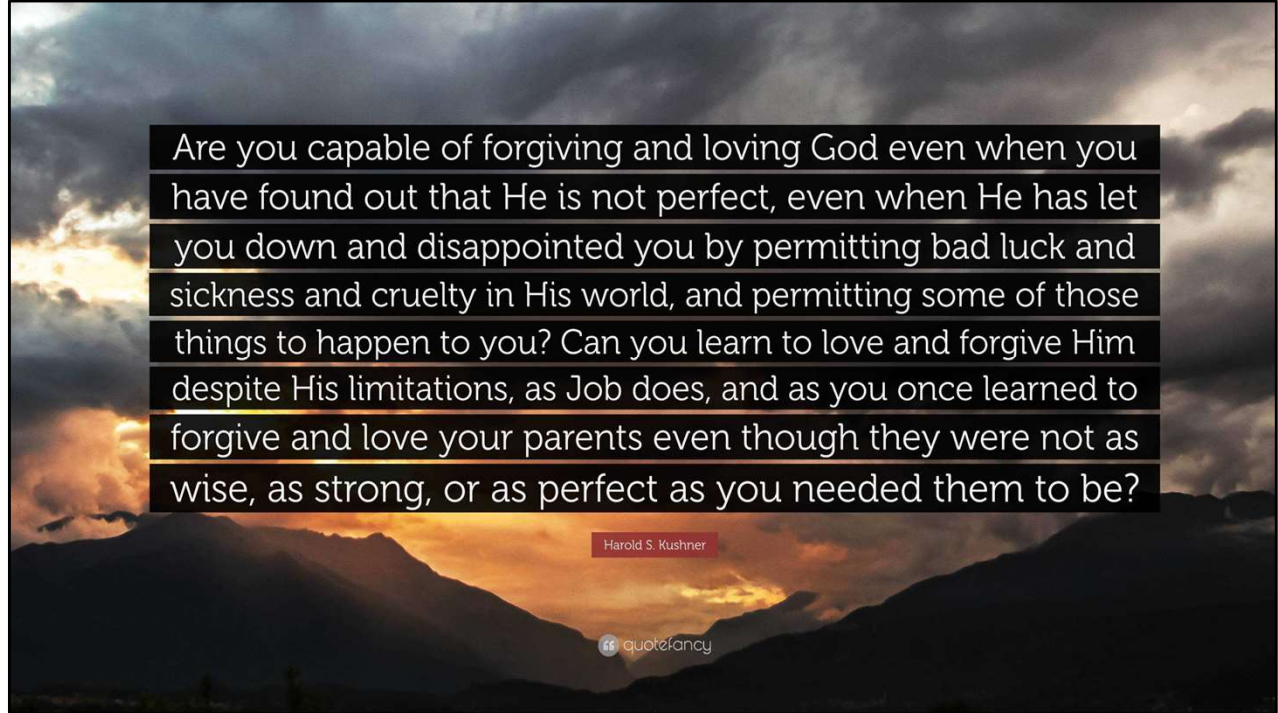 Are you capable of forgiving and loving God even when you
have found out that He is not perfect, even when He has let
you down and disappointed you by permitting bad luck and
sickness and cruelty in His world, and permitting some of those
things to happen to you? Can you learn to love and forgive Him
despite His limitations, as Job does, and as you once learned to
forgive and love your parents even though they were not as
wise, as strong, or as perfect as you needed them to be?
Harold S. Kushner
quotefancy